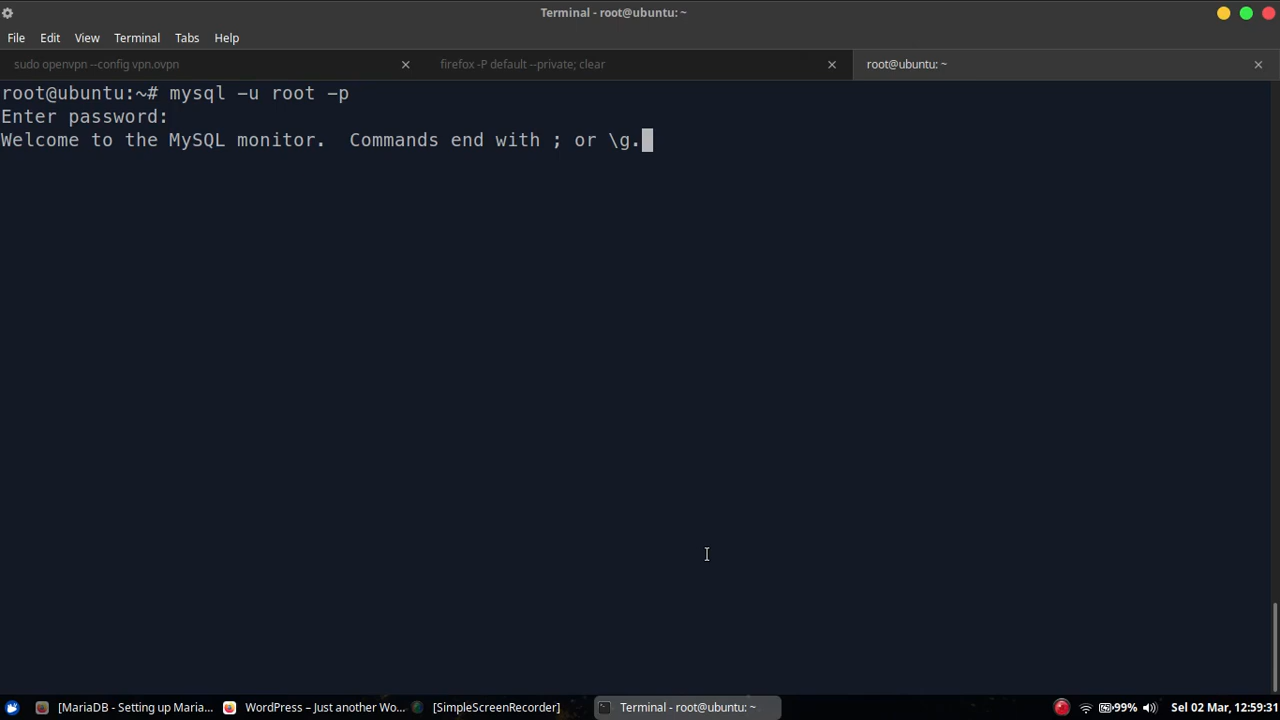 Terminal - root@ubuntu: ~
File Edit View Terminal Tabs Help
sudo openvpn --config vpn.ovpn
firefox -P default --private; clear
root@ubuntu: ~
root@ubuntu:~# mysql -u root -p
Enter password:
Welcome to the MySQL monitor.  Commands end with ; or \g.
[MariaDB - Setting up Maria...
WordPress – Just another Wo...
[SimpleScreenRecorder]
Terminal - root@ubuntu: ~
99%
Sel 02 Mar, 12:59:31